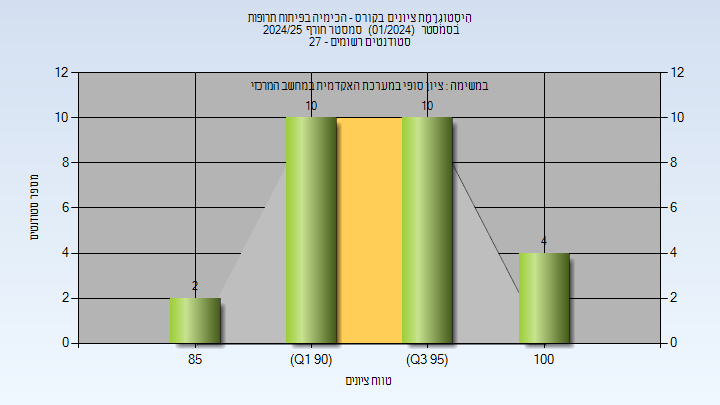 היסטוגרמת ציונים בקורס - הכימיה בפיתוח תרופות
בסמסטר (01/2024) סמסטר חורף 2024/25
סטודנטים רשומים - 27
במשימה : ציון סופי במערכת האקדמית במחשב המרכזי
12 12
10 10
10 10
8 8
6 6
4 4
4
2 2
2
0 0
85 (Q1 90) (Q3 95) 100
מספר סטודנטים
טווח ציונים